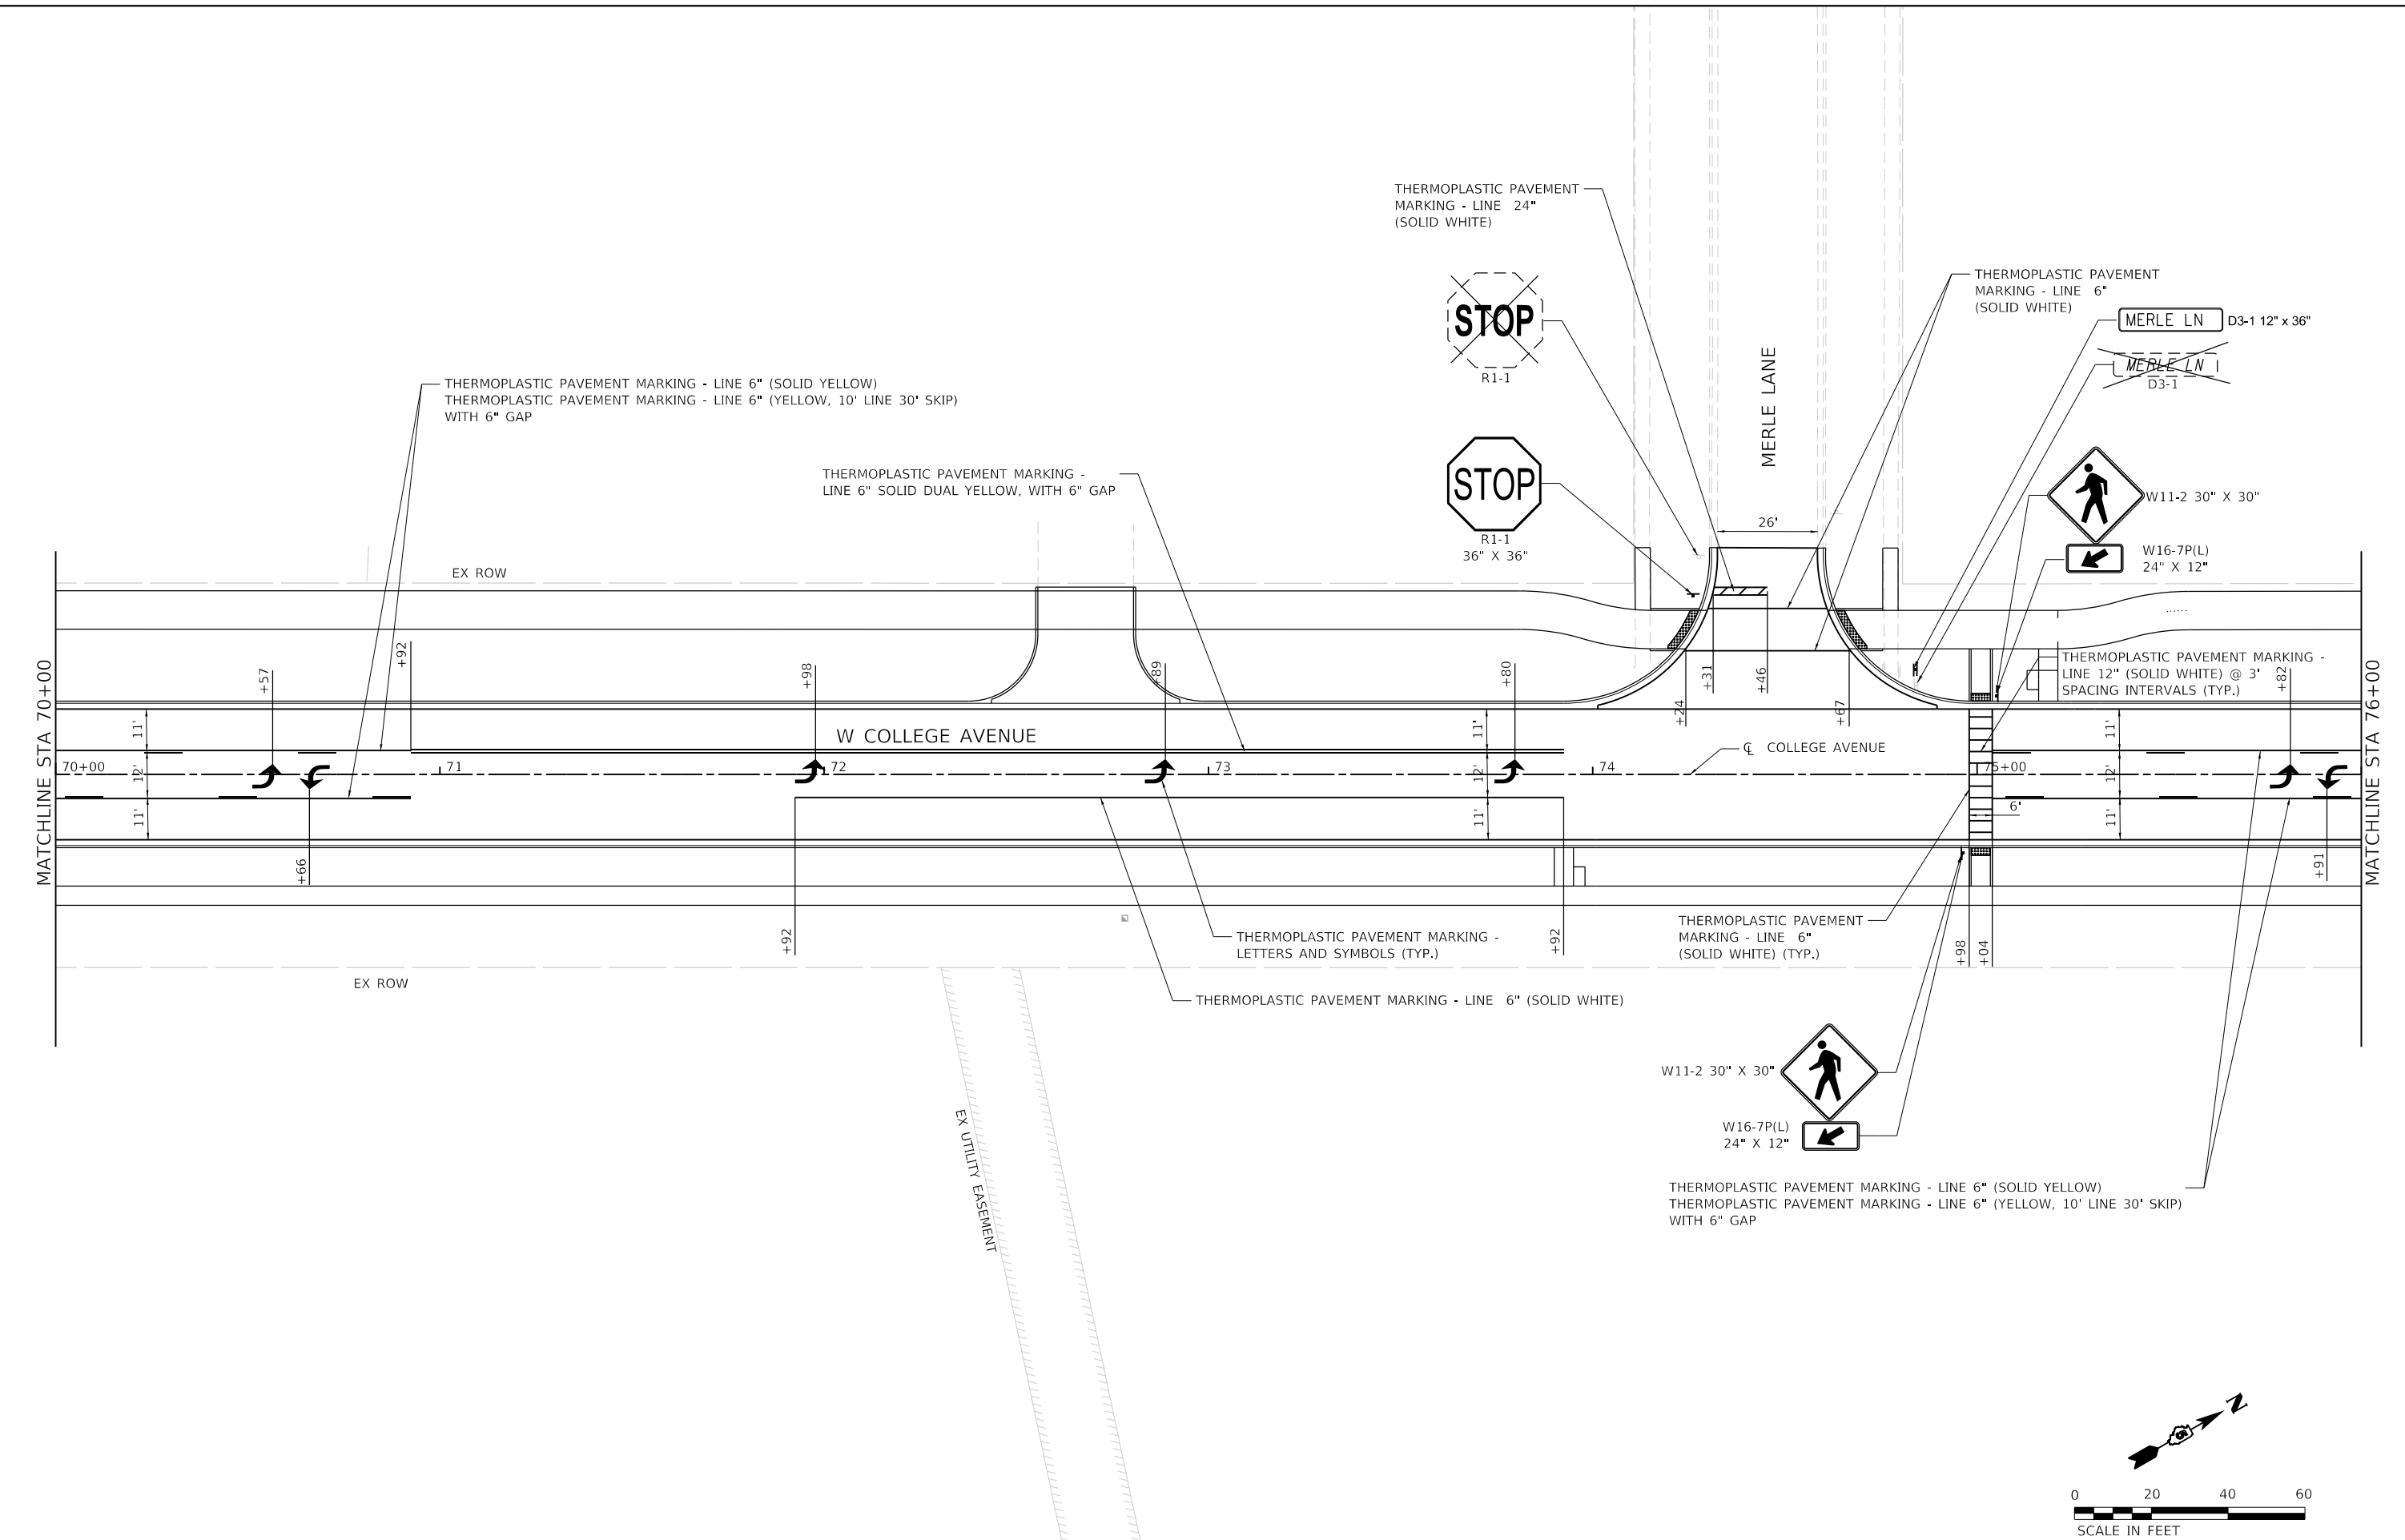 THERMOPLASTIC PAVEMENT
MARKING - LINE 24"
(SOLID WHITE)
STOP
R1-1
STOP
R1-1
36" X 36"
MERLE LANE
26'
THERMOPLASTIC PAVEMENT
MARKING - LINE 6"
(SOLID WHITE)
MERLE LN
D3-1 12" x 36"
MERLE LN
D3-1
W11-2 30" X 30"
W16-7P(L)
24" X 12"
THERMOPLASTIC PAVEMENT MARKING - LINE 6" (SOLID YELLOW)
THERMOPLASTIC PAVEMENT MARKING - LINE 6" (YELLOW, 10' LINE 30' SKIP)
WITH 6" GAP
THERMOPLASTIC PAVEMENT MARKING -
LINE 6" SOLID DUAL YELLOW, WITH 6" GAP
EX ROW
THERMOPLASTIC PAVEMENT MARKING -
LINE 12" (SOLID WHITE) @ 3'
SPACING INTERVALS (TYP.)
MATCHLINE STA 70+00
+57
+92
+98
+89
+80
+24
+31
+46
+67
+82
MATCHLINE STA 76+00
11'
12'
11'
W COLLEGE AVENUE
11'
12'
11'
℄ COLLEGE AVENUE
11'
12'
11'
70+00
71
72
73
74
75+00
6'
+66
+92
+92
+98
+04
+91
THERMOPLASTIC PAVEMENT MARKING -
LETTERS AND SYMBOLS (TYP.)
THERMOPLASTIC PAVEMENT
MARKING - LINE 6"
(SOLID WHITE) (TYP.)
EX ROW
THERMOPLASTIC PAVEMENT MARKING - LINE 6" (SOLID WHITE)
W11-2 30" X 30"
W16-7P(L)
24" X 12"
EX UTILITY EASEMENT
THERMOPLASTIC PAVEMENT MARKING - LINE 6" (SOLID YELLOW)
THERMOPLASTIC PAVEMENT MARKING - LINE 6" (YELLOW, 10' LINE 30' SKIP)
WITH 6" GAP
N
0 20 40 60
SCALE IN FEET